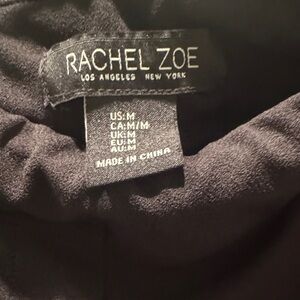 RACHEL ZOE
LOS ANGELES NEW YORK
US:M
CA:M/M
UK:M
EU:M
AU:M
MADE IN CHINA